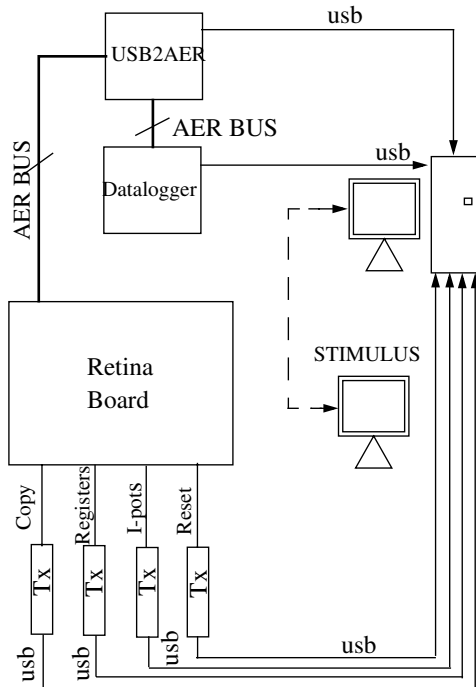 usb
USB2AER
AER BUS
AER BUS
usb
Datalogger
STIMULUS
Retina
Board
Copy
Registers
I-pots
Reset
Tx
Tx
Tx
Tx
usb
usb
usb
usb